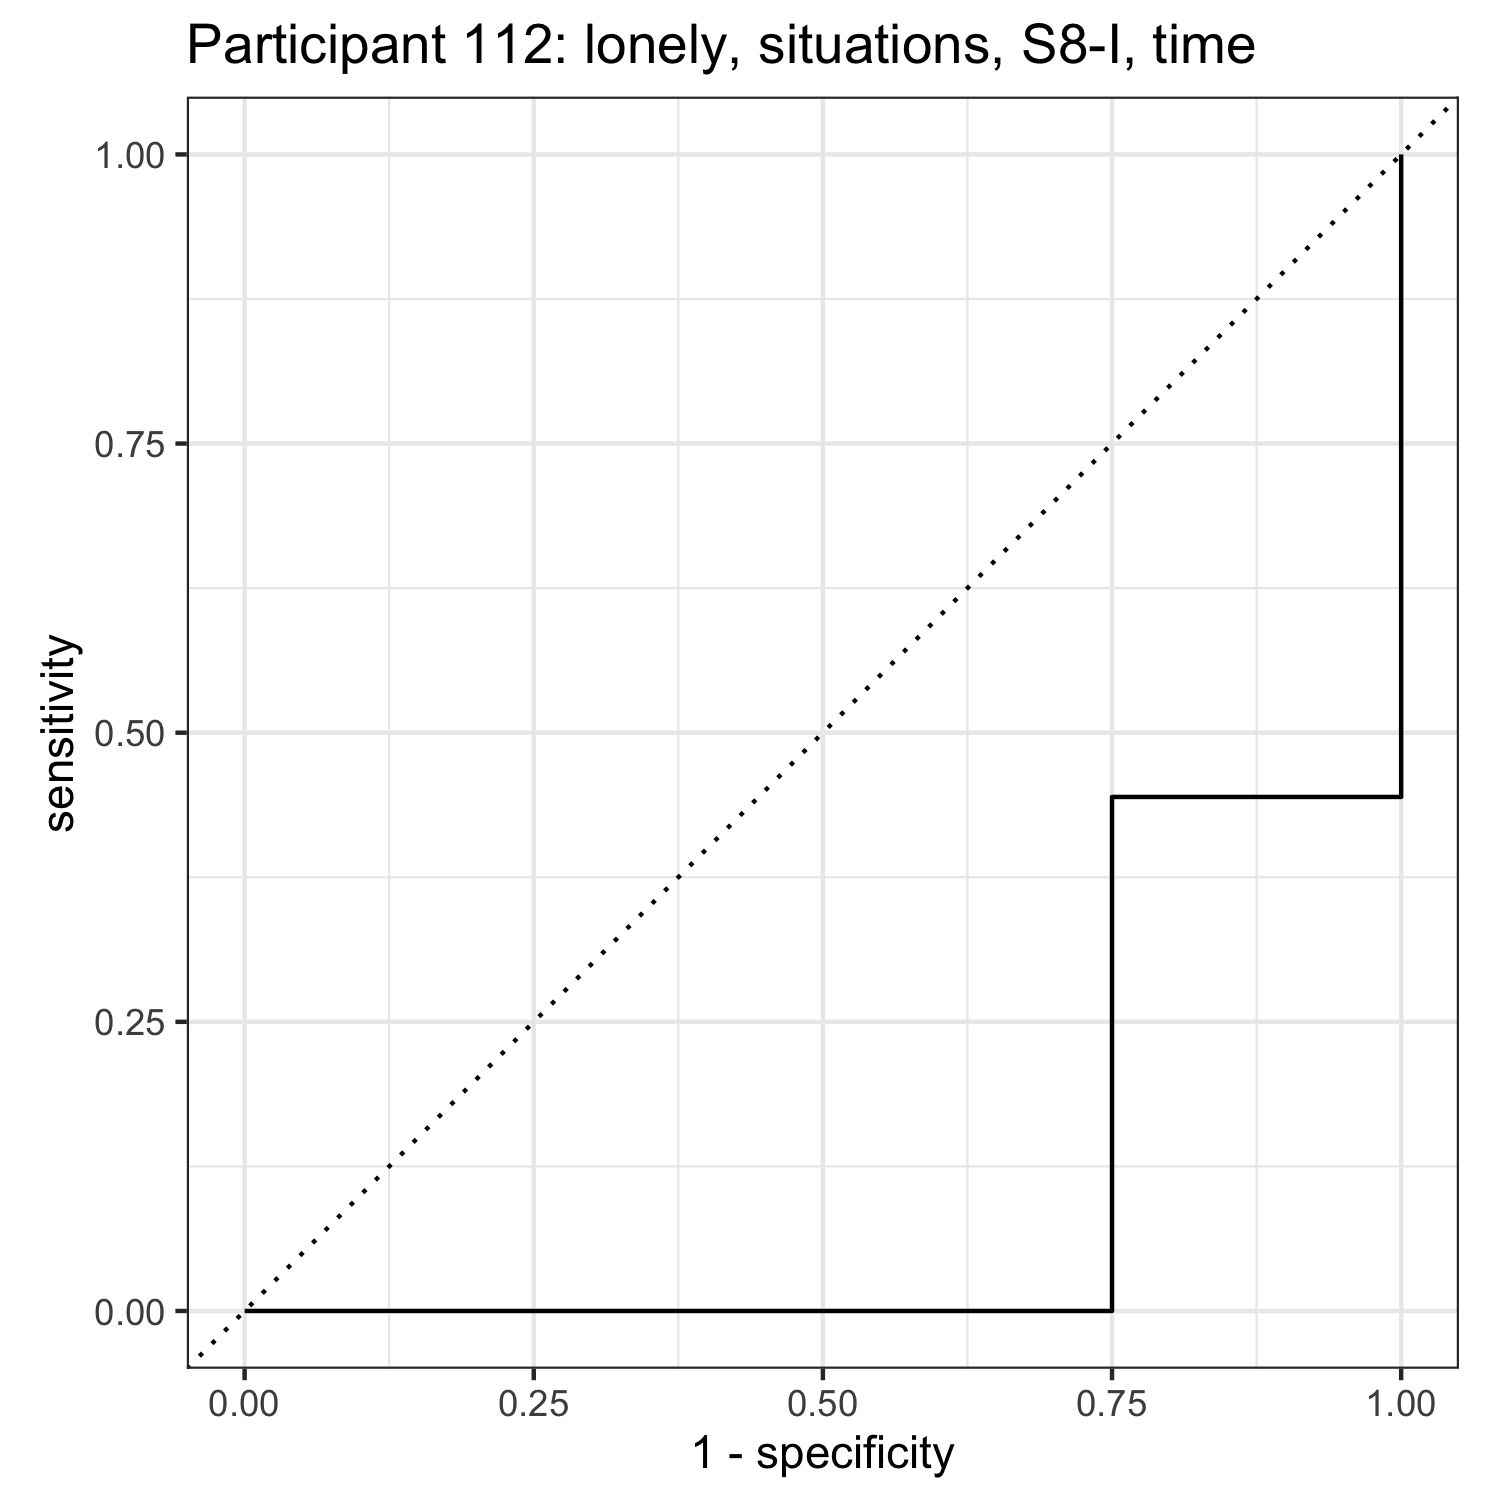 Participant 112: lonely, situations, S8-I, time
1.00
0.75
0.50
0.25
0.00
sensitivity
0.00 0.25 0.50 0.75 1.00
1 - specificity